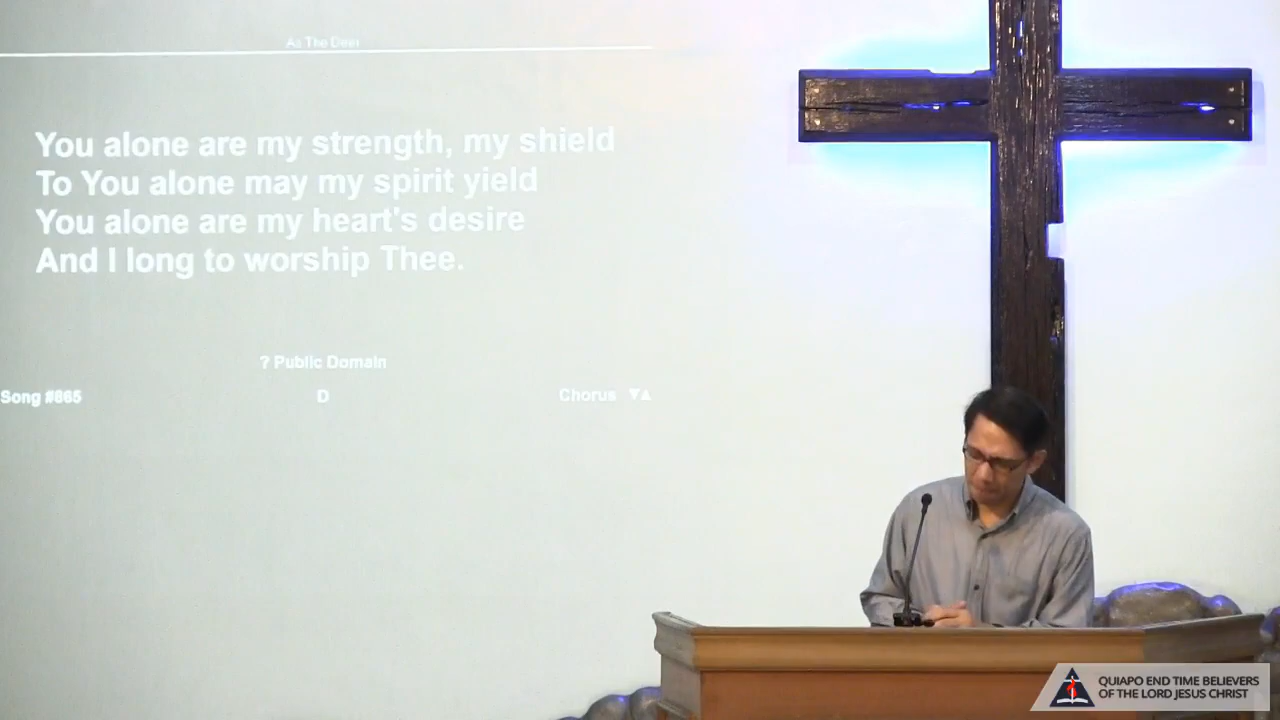 As The Deer
You alone are my strength, my shield
To You alone may my spirit yield
You alone are my heart's desire
And I long to worship Thee.
? Public Domain
Song #865
D
Chorus ▼▲
QUIAPO END TIME BELIEVERS
OF THE LORD JESUS CHRIST